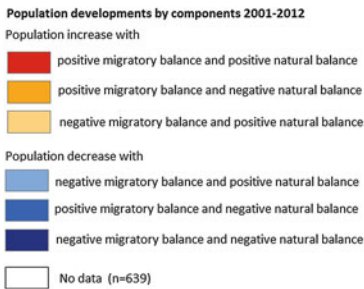 Population developments by components 2001-2012
Population increase with
positive migratory balance and positive natural balance
positive migratory balance and negative natural balance
negative migratory balance and positive natural balance
Population decrease with
negative migratory balance and positive natural balance
positive migratory balance and negative natural balance
negative migratory balance and negative natural balance
No data (n=639)